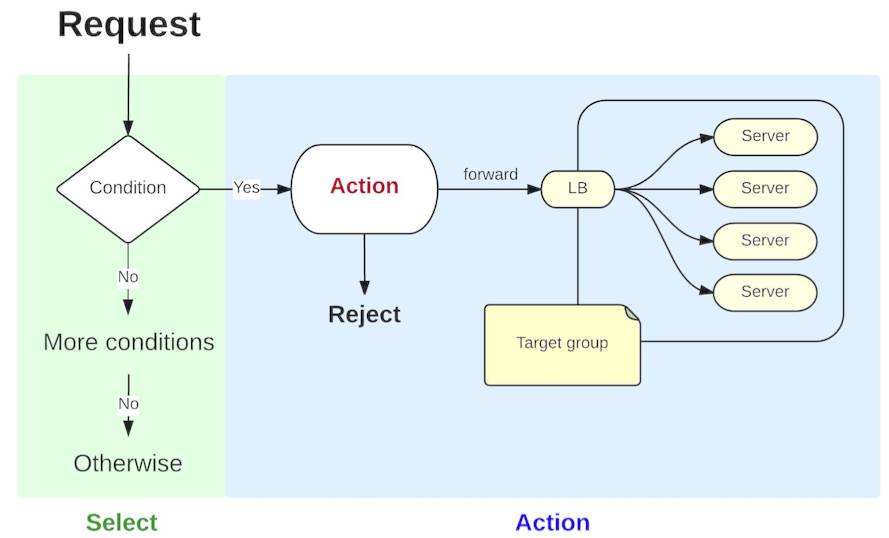 Request
Condition
Yes
Action
forward
LB
Server
Server
Server
Server
No
Reject
More conditions
Target group
No
Otherwise
Select
Action